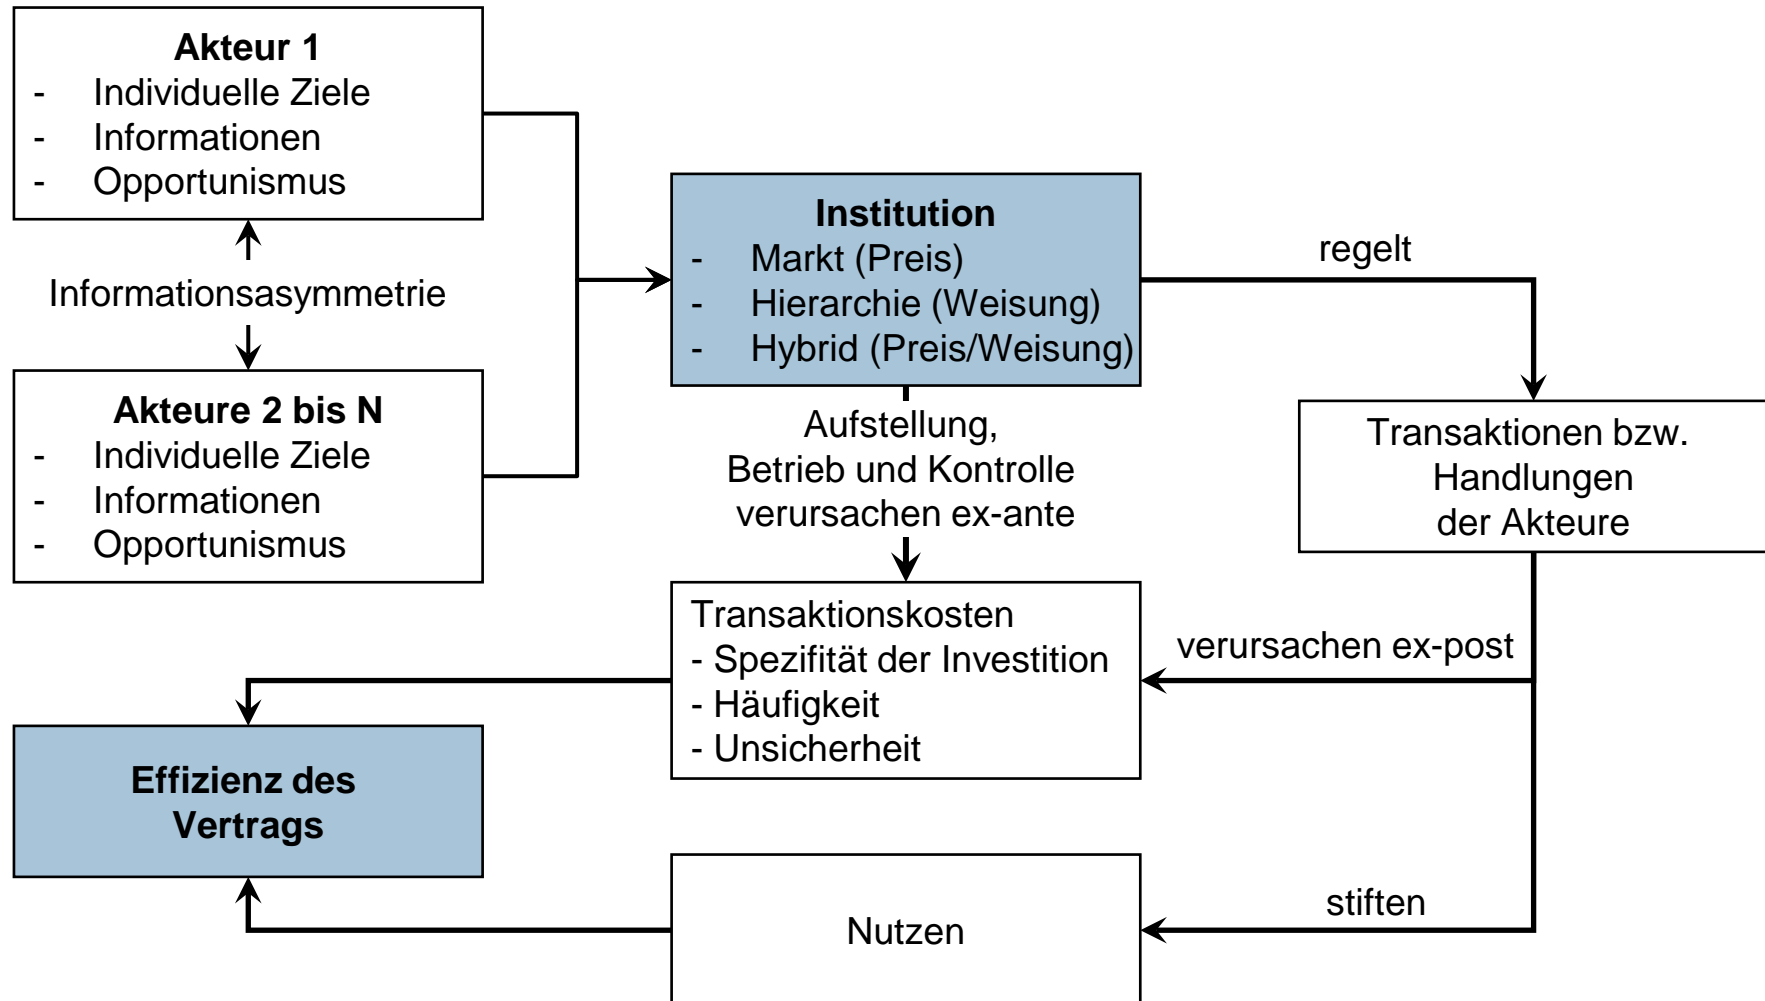 Akteur 1
- Individuelle Ziele
- Informationen
- Opportunismus
Informationsasymmetrie
Akteure 2 bis N
- Individuelle Ziele
- Informationen
- Opportunismus
Institution
- Markt (Preis)
- Hierarchie (Weisung)
- Hybrid (Preis/Weisung)
regelt
Aufstellung,
Betrieb und Kontrolle
verursachen ex-ante
Transaktionen bzw.
Handlungen
der Akteure
Transaktionskosten
- Spezifität der Investition
- Häufigkeit
- Unsicherheit
verursachen ex-post
Effizienz des
Vertrags
Nutzen
stiften